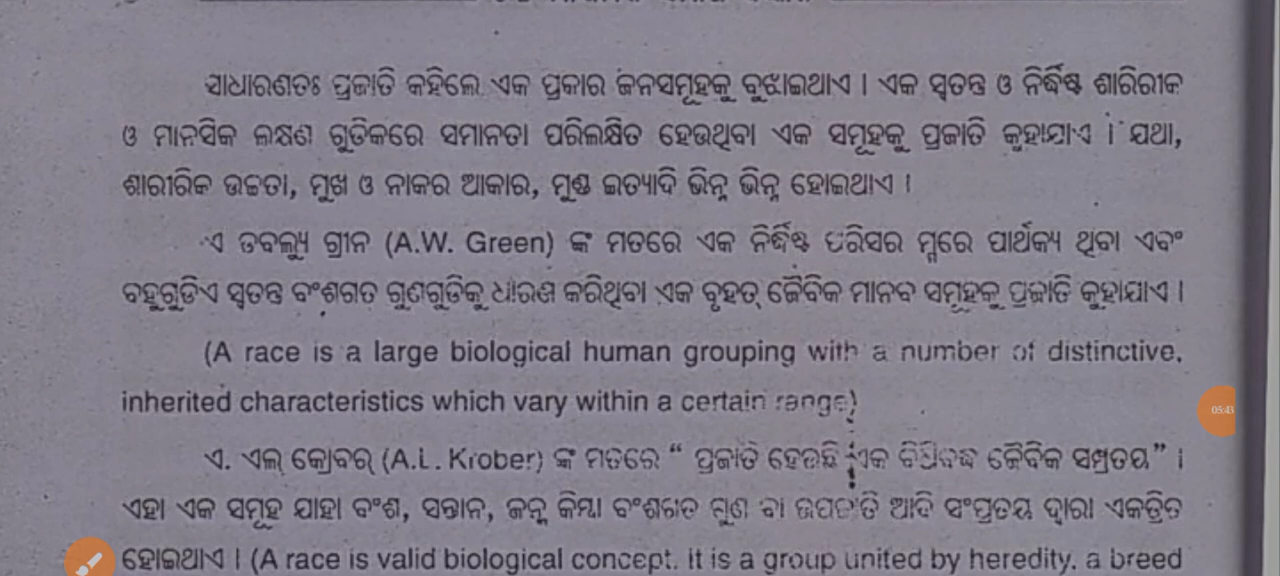 ସାଧାରଣତଃ ପ୍ରଜାତି କହିଲେ ଏକ ପ୍ରକାର ଜନସମୂହକୁ ବୁଝାଇଥାଏ । ଏକ ସ୍ୱତନ୍ତ ଓ ନିର୍ଦ୍ଧିଷ୍ଟ ଶାରିରୀକ
ଓ ମାନସିକ ଲକ୍ଷଣ ଗୁଡିକରେ ସମାନତା ପରିଲକ୍ଷିତ ହେଉଥିବା ଏକ ସମୂହକୁ ପ୍ରଜାତି କୁହାଯାଏ । ଯଥା,
ଶାରୀରିକ ଉଚ୍ଚତା, ମୁଖ ଓ ନାକର ଆକାର, ମୁଣ୍ଡ ଇତ୍ୟାଦି ଭିନ୍ନ ଭିନ୍ନ ହୋଇଥାଏ ।
ଏ ଡବଲ୍ୟୁ ଗ୍ରୀନ (A.W. Green) ଙ୍କ ମତରେ ଏକ ନିର୍ଦ୍ଧିଷ୍ଟ ପରିସର ମ୍ନରେ ପାର୍ଥକ୍ୟ ଥିବା ଏବଂ
ବହୁଗୁଡିଏ ସ୍ୱତନ୍ତ ବଂଶଗତ ଗୁଣଗୁଡିକୁ ଧାରଣ କରିଥିବା ଏକ ବୃହତ୍ ଜୈବିକ ମାନବ ସମୂହକୁ ପ୍ରଜାତି କୁହାଯାଏ ।
(A race is a large biological human grouping with a number of distinctive,
inherited characteristics which vary within a certain range)
ଏ. ଏଲ୍ କ୍ରୋବର୍ (A.L. Krober) ଙ୍କ ମତରେ “ ପ୍ରଜାତି ହେଉଛି ଏକ ଜୈବିକ ସମ୍ପ୍ରତୟ” ।
ଏହା ଏକ ସମୂହ ଯାହା ବଂଶ, ସନ୍ତାନ, ଜନ୍ମ କିମ୍ବା ବଂଶଗତ ଗୁଣ ବା ଉପଜାତି ଆଦି ସଂପ୍ରତୟ ଦ୍ୱାରା ଏକତ୍ରିତ
ହୋଇଥାଏ । (A race is valid biological concept. It is a group united by heredity. a breed
05:43